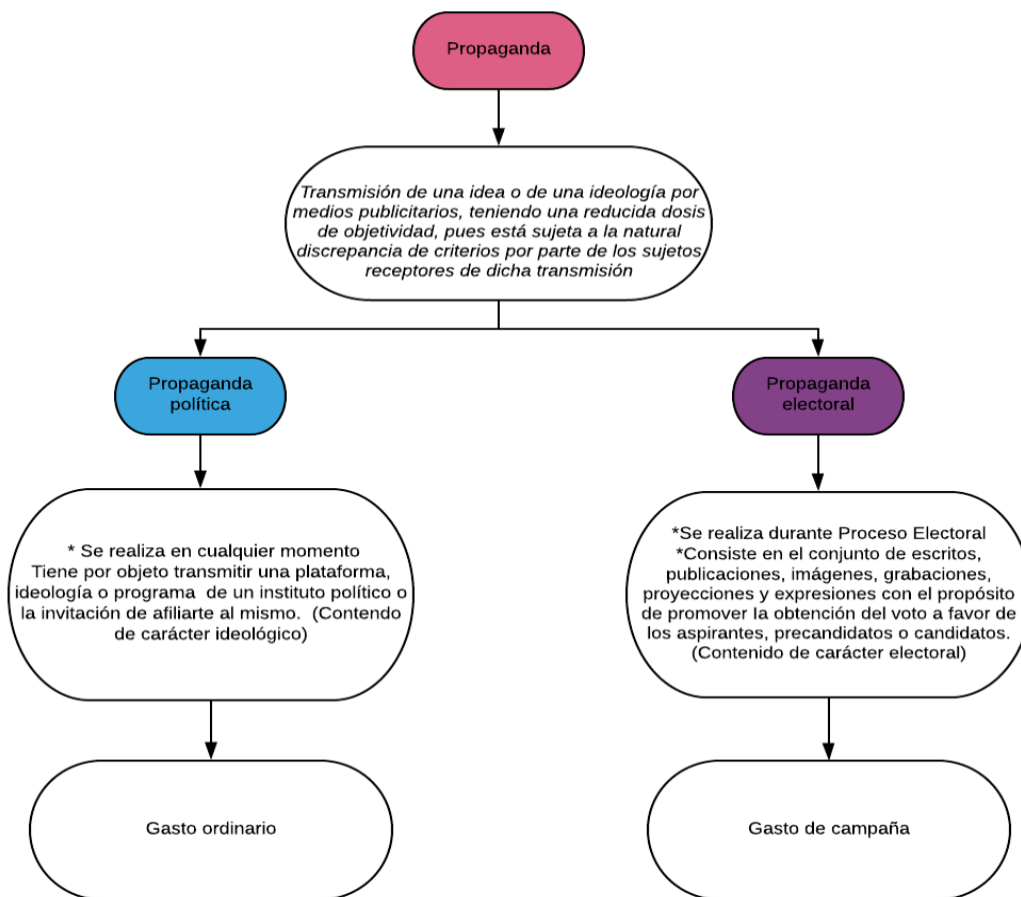 Propaganda
Transmisión de una idea o de una ideología por
medios publicitarios, teniendo una reducida dosis
de objetividad, pues está sujeta a la natural
discrepancia de criterios por parte de los sujetos
receptores de dicha transmisión
Propaganda
política
Propaganda
electoral
* Se realiza en cualquier momento
Tiene por objeto transmitir una plataforma,
ideología o programa de un instituto político o
la invitación de afiliarte al mismo. (Contendo
de carácter ideológico)
*Se realiza durante Proceso Electoral
*Consiste en el conjunto de escritos,
publicaciones, imágenes, grabaciones,
proyecciones y expresiones con el propósito
de promover la obtención del voto a favor de
los aspirantes, precandidatos o candidatos.
(Contenido de carácter electoral)
Gasto ordinario
Gasto de campaña